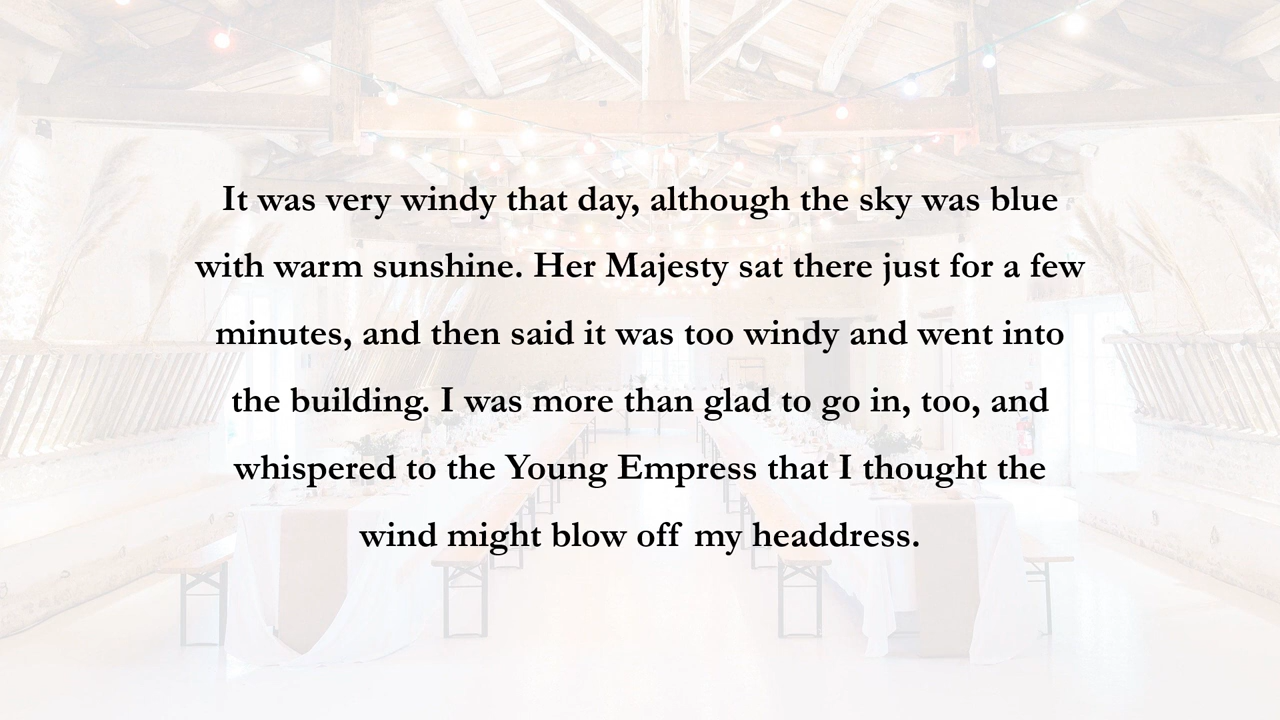 It was very windy that day, although the sky was blue
with warm sunshine. Her Majesty sat there just for a few
minutes, and then said it was too windy and went into
the building. I was more than glad to go in, too, and
whispered to the Young Empress that I thought the
wind might blow off my headdress.